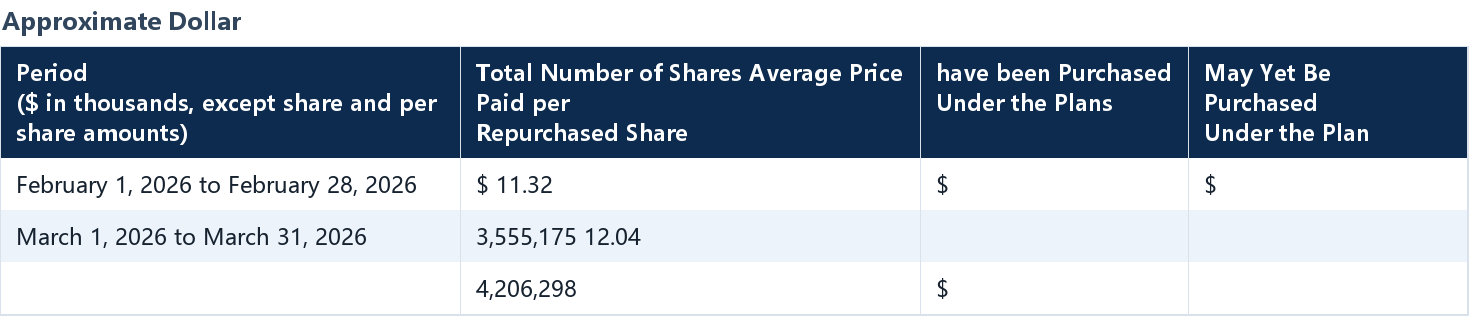 Approximate Dollar
Period
($ in thousands, except share and per
share amounts)
Total Number of Shares Average Price
Paid per
Repurchased Share
have been Purchased
Under the Plans
May Yet Be
Purchased
Under the Plan
February 1, 2026 to February 28, 2026
$ 11.32
$
$
March 1, 2026 to March 31, 2026
3,555,175 12.04
4,206,298
$